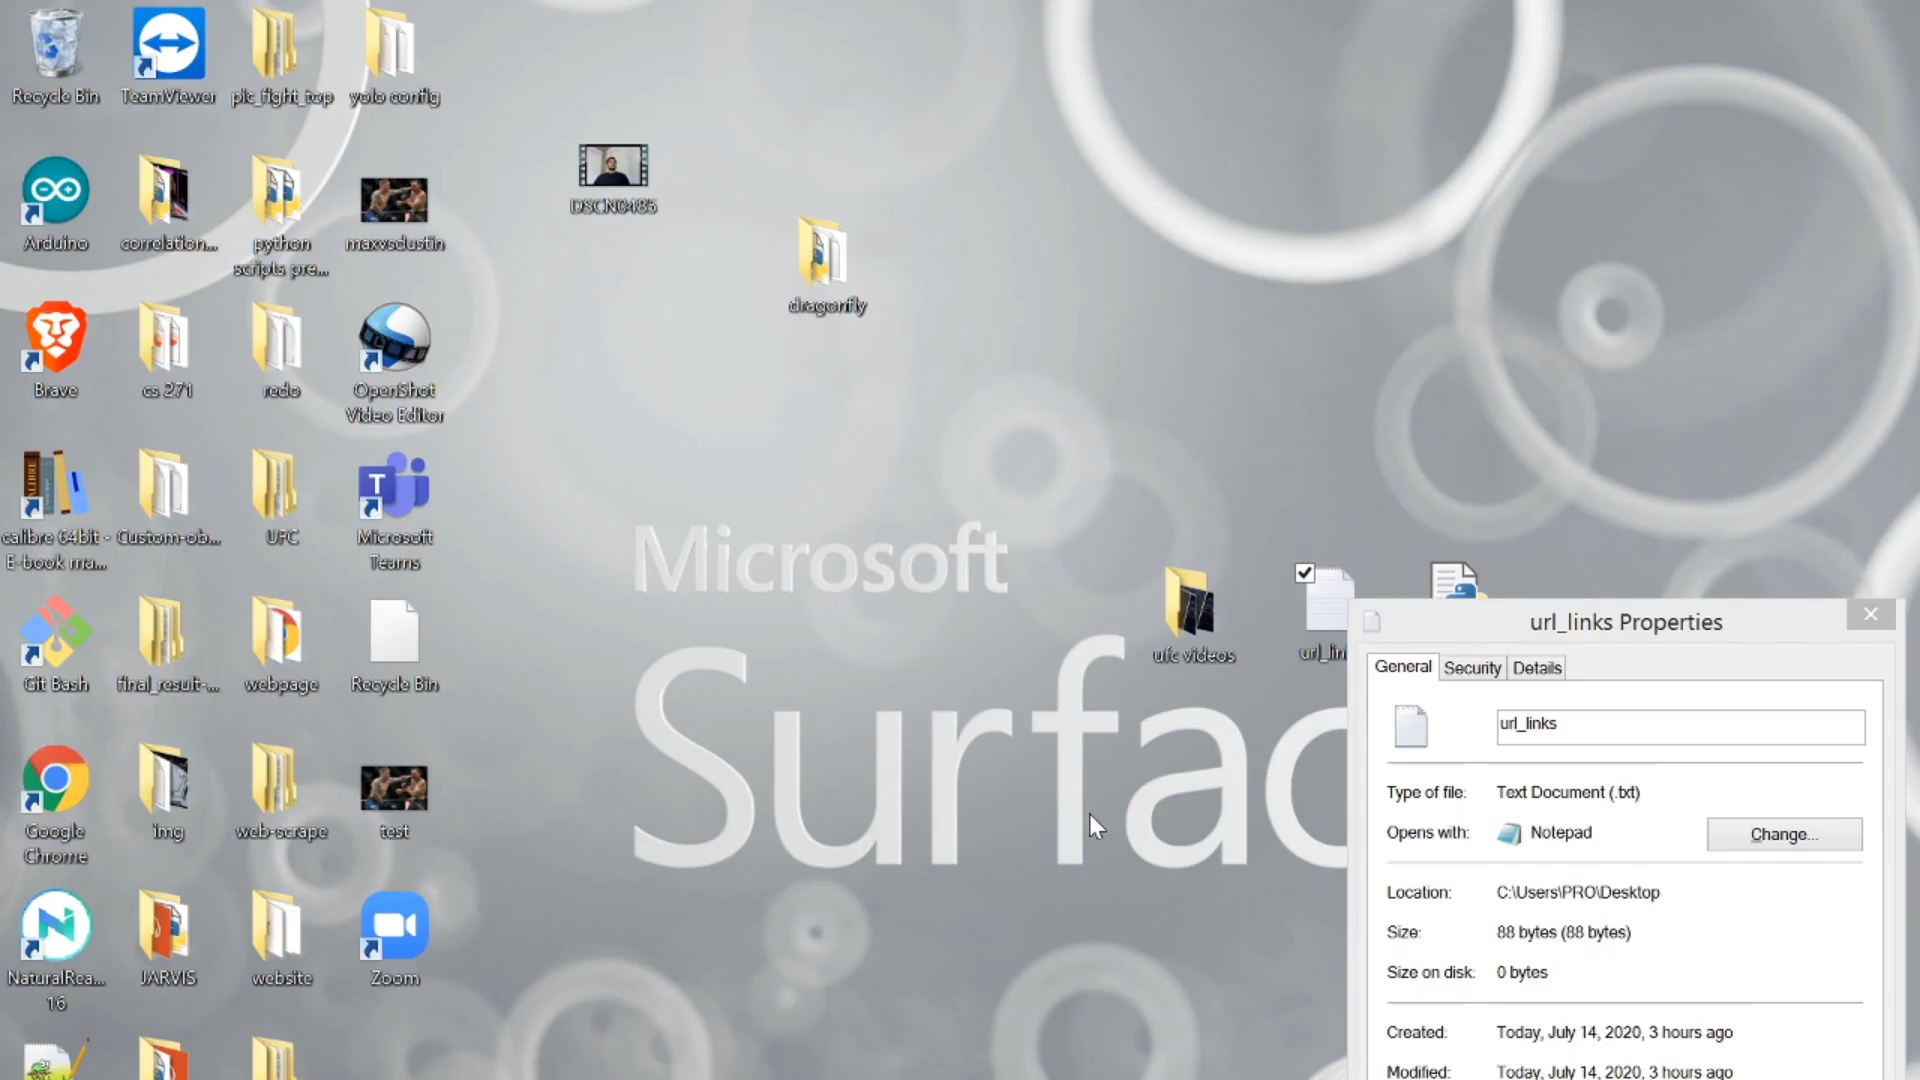 Recycle Bin
TeamViewer
pic_fight_top
yolo config
DSCN0485
Arduino
correlation...
python
scripts pre...
maxvsdustin
dragonfly
Brave
cs 271
redo
OpenShot
Video Editor
calibre 64bit -
E-book ma...
Custom-ob...
UFC
Microsoft
Teams
Microsoft
Surfac
ufc videos
url_lin
Git Bash
final_result-...
webpage
Recycle Bin
Google
Chrome
img
web-scrape
test
NaturalRea...
16
JARVIS
website
Zoom
url_links Properties
General
Security
Details
url_links
Type of file:
Text Document (.txt)
Opens with:
Notepad
Change...
Location:
C:\Users\PRO\Desktop
Size:
88 bytes (88 bytes)
Size on disk:
0 bytes
Created:
Today, July 14, 2020, 3 hours ago
Modified:
Today, July 14, 2020, 3 hours ago